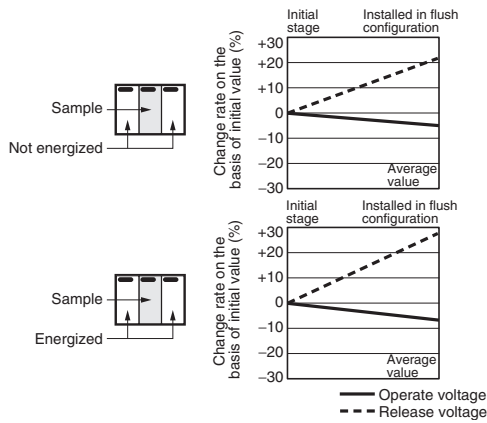 Initial
stage
Installed in flush
configuration
Change rate on the
basis of initial value (%)
+30
+20
+10
0
−10
−20
−30
Average
value
Sample
Not energized
Initial
stage
Installed in flush
configuration
Change rate on the
basis of initial value (%)
+30
+20
+10
0
−10
−20
−30
Average
value
Sample
Energized
Operate voltage
Release voltage